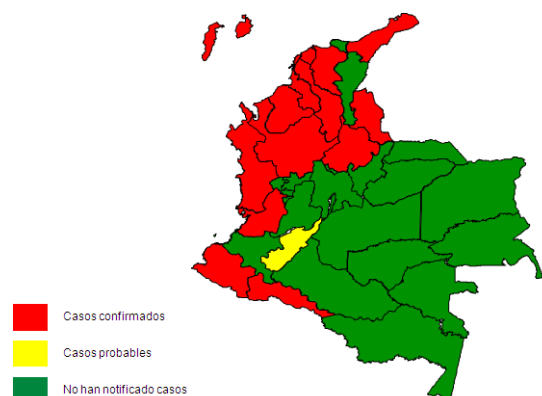 Casos confirmados
Casos probables
No han notificado casos